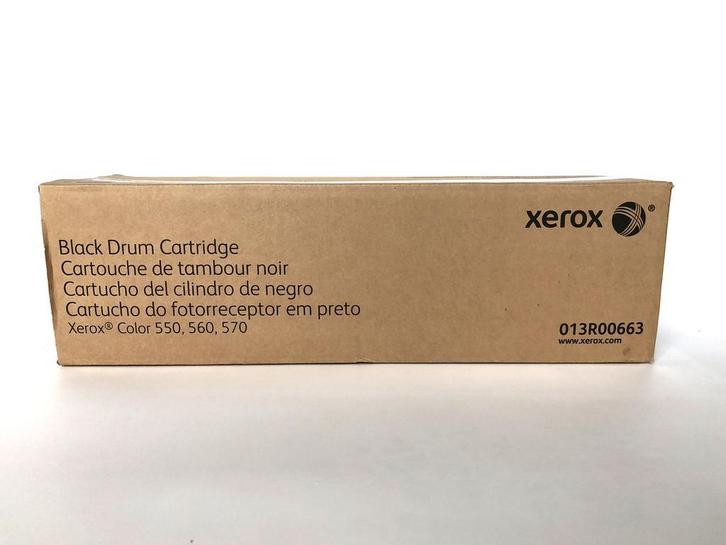 xerox ®
Black Drum Cartridge
Cartouche de tambour noir
Cartucho del cilindro de negro
Cartucho do fotorreceptor em preto
Xerox® Color 550, 560, 570
013R00663
www.xerox.com